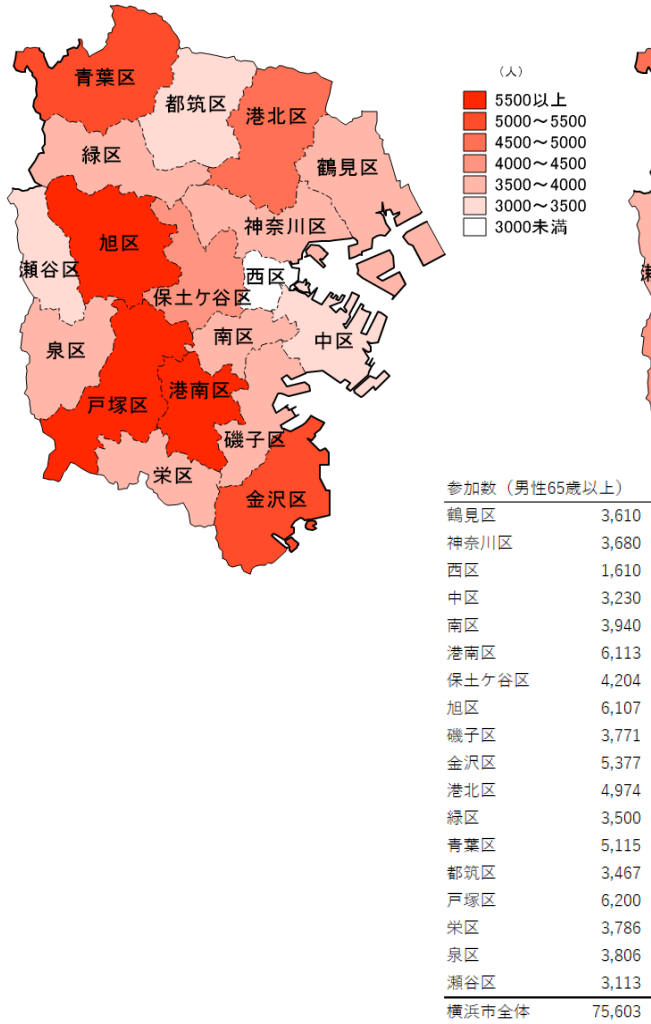 青葉区
都筑区
港北区
緑区
鶴見区
神奈川区
旭区
瀬谷区
西区
保土ケ谷区
南区
中区
泉区
戸塚区
港南区
磯子区
栄区
金沢区
（人）
5500以上
5000～5500
4500～5000
4000～4500
3500～4000
3000～3500
3000未満
参加数（男性65歳以上）
鶴見区 3,610
神奈川区 3,680
西区 1,610
中区 3,230
南区 3,940
港南区 6,113
保土ケ谷区 4,204
旭区 6,107
磯子区 3,771
金沢区 5,377
港北区 4,974
緑区 3,500
青葉区 5,115
都筑区 3,467
戸塚区 6,200
栄区 3,786
泉区 3,806
瀬谷区 3,113
横浜市全体 75,603